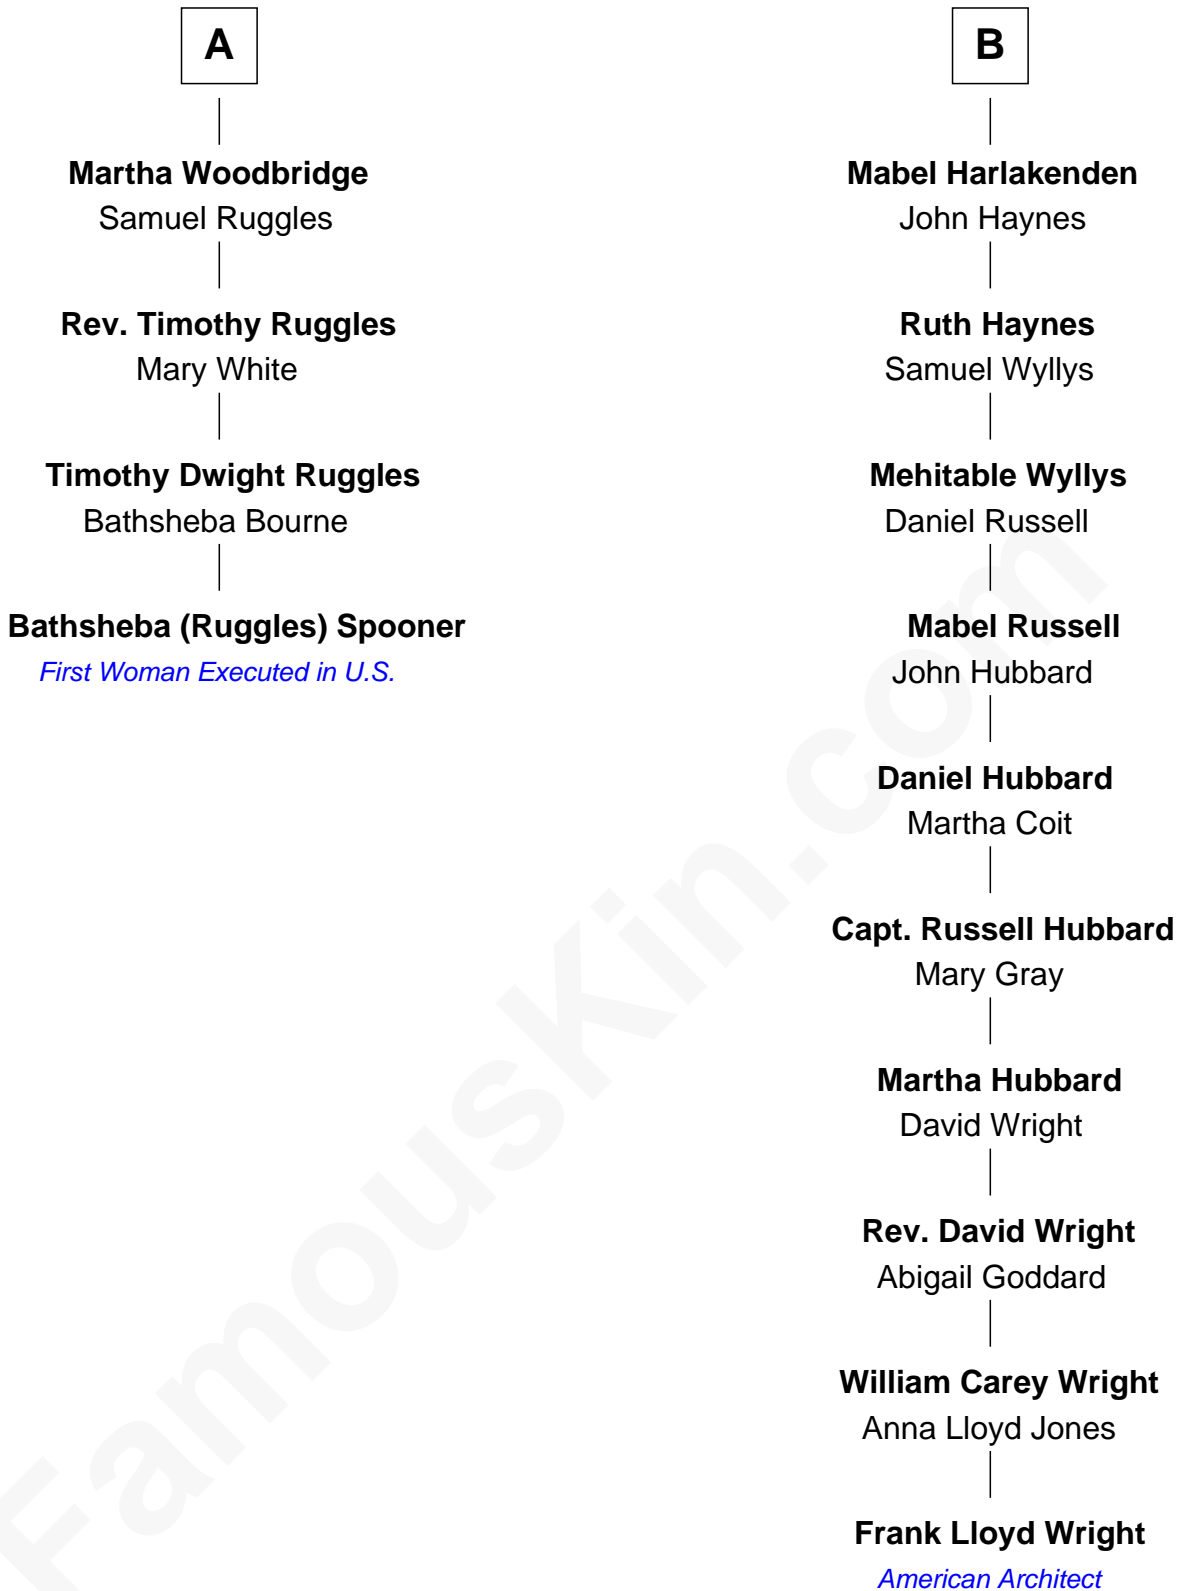 A
Martha Woodbridge
Samuel Ruggles
Rev. Timothy Ruggles
Mary White
Timothy Dwight Ruggles
Bathsheba Bourne
Bathsheba (Ruggles) Spooner
First Woman Executed in U.S.
B
Mabel Harlakenden
John Haynes
Ruth Haynes
Samuel Wyllys
Mehitable Wyllys
Daniel Russell
Mabel Russell
John Hubbard
Daniel Hubbard
Martha Coit
Capt. Russell Hubbard
Mary Gray
Martha Hubbard
David Wright
Rev. David Wright
Abigail Goddard
William Carey Wright
Anna Lloyd Jones
Frank Lloyd Wright
American Architect
FamousKin.com